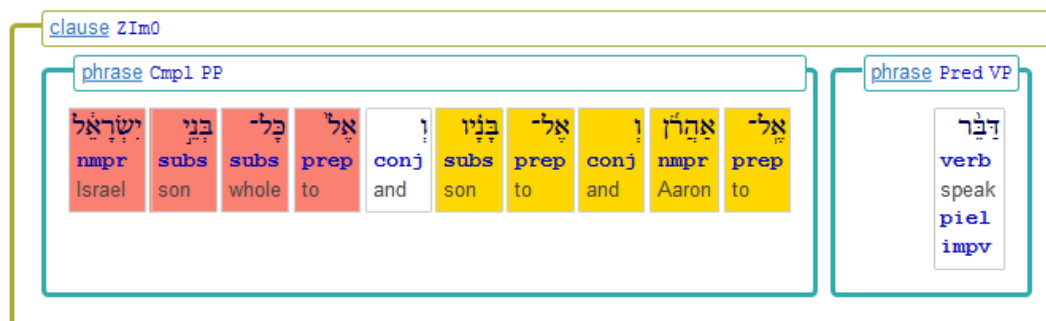 clause ZIm0
phrase Cmpl PP phrase Pred VP
דַּבֵּ֨ר אֶֽל־ אַהֲרֹ֜ן וְ אֶל־ בָּנָ֗יו וְ אֶל֙ כָּל־ בְּנֵ֣י יִשְׂרָאֵ֔ל
nmpr subs subs prep conj subs prep conj nmpr prep verb
Israel son whole to and son to and Aaron to speak
piel
impv